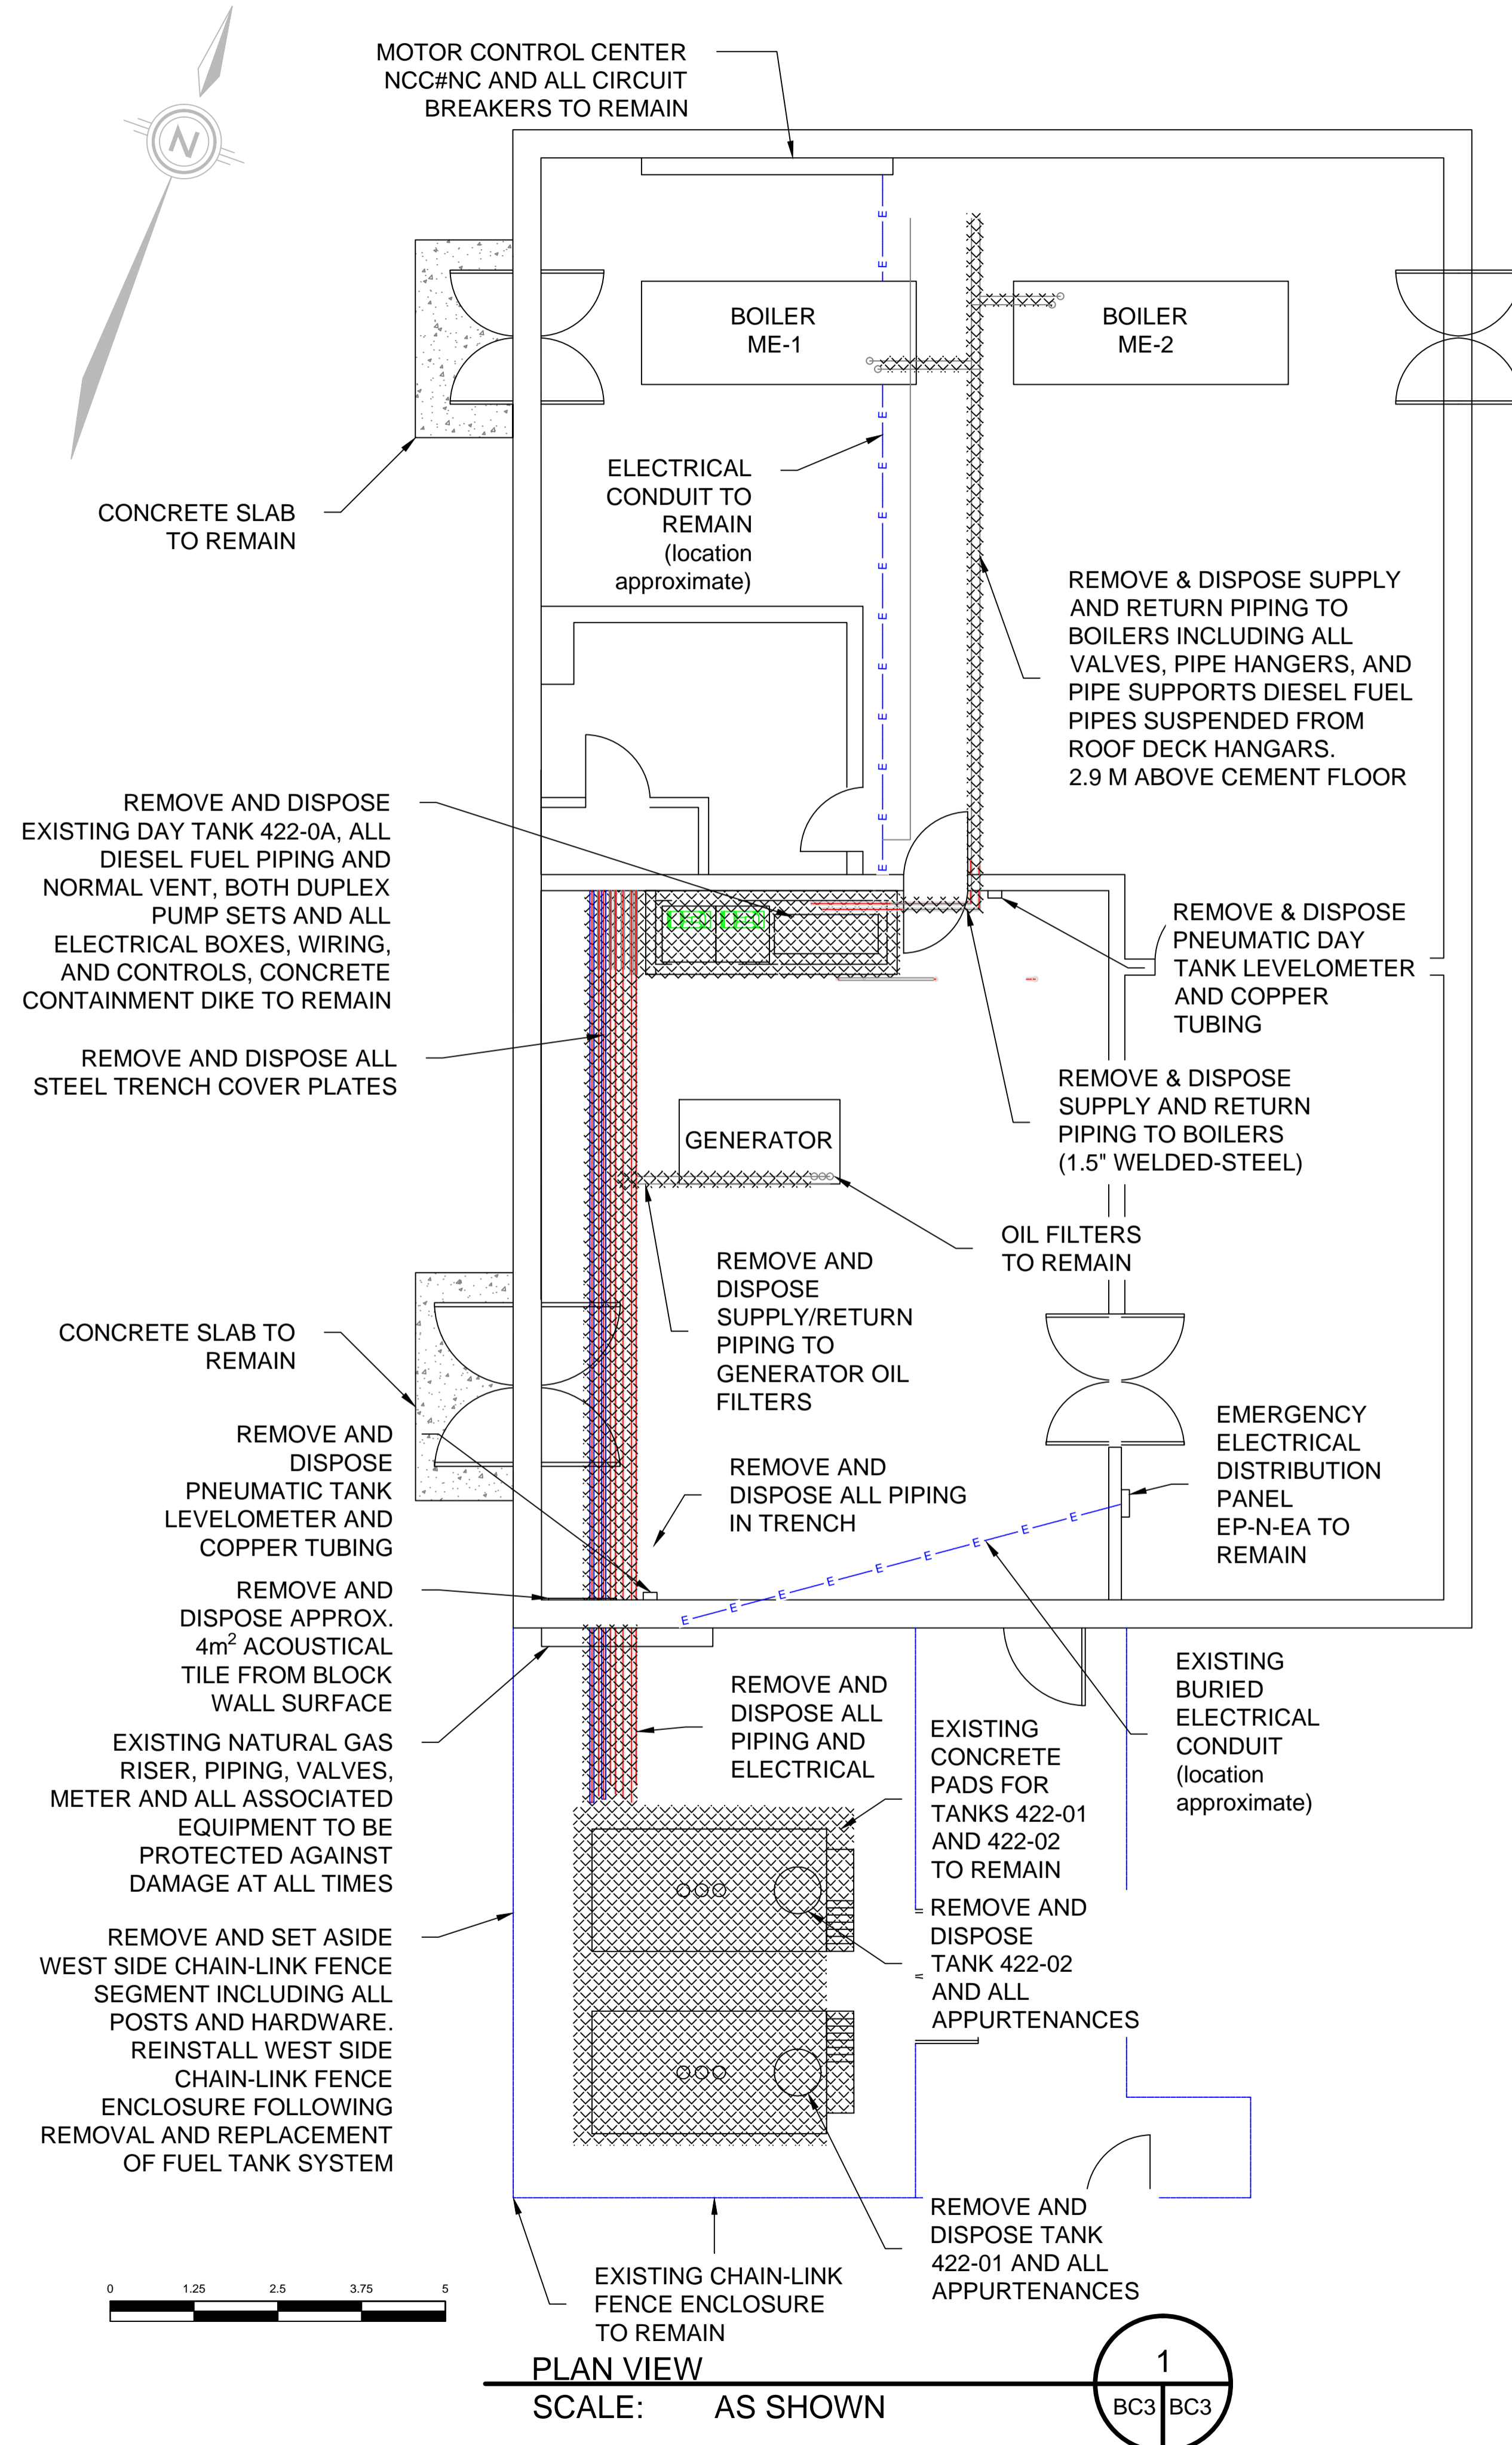 MOTOR CONTROL CENTER
NCC#NC AND ALL CIRCUIT
BREAKERS TO REMAIN
N
BOILER
ME-1
BOILER
ME-2
E
E
E
E
E
E
E
E
E
E
E
E
ELECTRICAL
CONDUIT TO
REMAIN
(location
approximate)
CONCRETE SLAB
TO REMAIN
REMOVE & DISPOSE SUPPLY
AND RETURN PIPING TO
BOILERS INCLUDING ALL
VALVES, PIPE HANGERS, AND
PIPE SUPPORTS DIESEL FUEL
PIPES SUSPENDED FROM
ROOF DECK HANGARS.
2.9 M ABOVE CEMENT FLOOR
REMOVE AND DISPOSE
EXISTING DAY TANK 422-0A, ALL
DIESEL FUEL PIPING AND
NORMAL VENT, BOTH DUPLEX
PUMP SETS AND ALL
ELECTRICAL BOXES, WIRING,
AND CONTROLS, CONCRETE
CONTAINMENT DIKE TO REMAIN
REMOVE & DISPOSE
PNEUMATIC DAY
TANK LEVELOMETER
AND COPPER
TUBING
REMOVE AND DISPOSE ALL
STEEL TRENCH COVER PLATES
REMOVE & DISPOSE
SUPPLY AND RETURN
PIPING TO BOILERS
(1.5" WELDED-STEEL)
GENERATOR
OIL FILTERS
TO REMAIN
REMOVE AND
DISPOSE
SUPPLY/RETURN
PIPING TO
GENERATOR OIL
FILTERS
CONCRETE SLAB TO
REMAIN
EMERGENCY
ELECTRICAL
DISTRIBUTION
PANEL
EP-N-EA TO
REMAIN
REMOVE AND
DISPOSE
PNEUMATIC TANK
LEVELOMETER AND
COPPER TUBING
REMOVE AND
DISPOSE ALL PIPING
IN TRENCH
E
E
E
E
E
E
E
E
E
REMOVE AND
DISPOSE APPROX.
4m² ACOUSTICAL
TILE FROM BLOCK
WALL SURFACE
EXISTING
BURIED
ELECTRICAL
CONDUIT
(location
approximate)
REMOVE AND
DISPOSE ALL
PIPING AND
ELECTRICAL
EXISTING
CONCRETE
PADS FOR
TANKS 422-01
AND 422-02
TO REMAIN
EXISTING NATURAL GAS
RISER, PIPING, VALVES,
METER AND ALL ASSOCIATED
EQUIPMENT TO BE
PROTECTED AGAINST
DAMAGE AT ALL TIMES
REMOVE AND
DISPOSE
TANK 422-02
AND ALL
APPURTENANCES
REMOVE AND SET ASIDE
WEST SIDE CHAIN-LINK FENCE
SEGMENT INCLUDING ALL
POSTS AND HARDWARE.
REINSTALL WEST SIDE
CHAIN-LINK FENCE
ENCLOSURE FOLLOWING
REMOVAL AND REPLACEMENT
OF FUEL TANK SYSTEM
REMOVE AND
DISPOSE TANK
422-01 AND ALL
APPURTENANCES
EXISTING CHAIN-LINK
FENCE ENCLOSURE
TO REMAIN
0 1.25 2.5 3.75 5
PLAN VIEW
SCALE: AS SHOWN
1
BC3 BC3